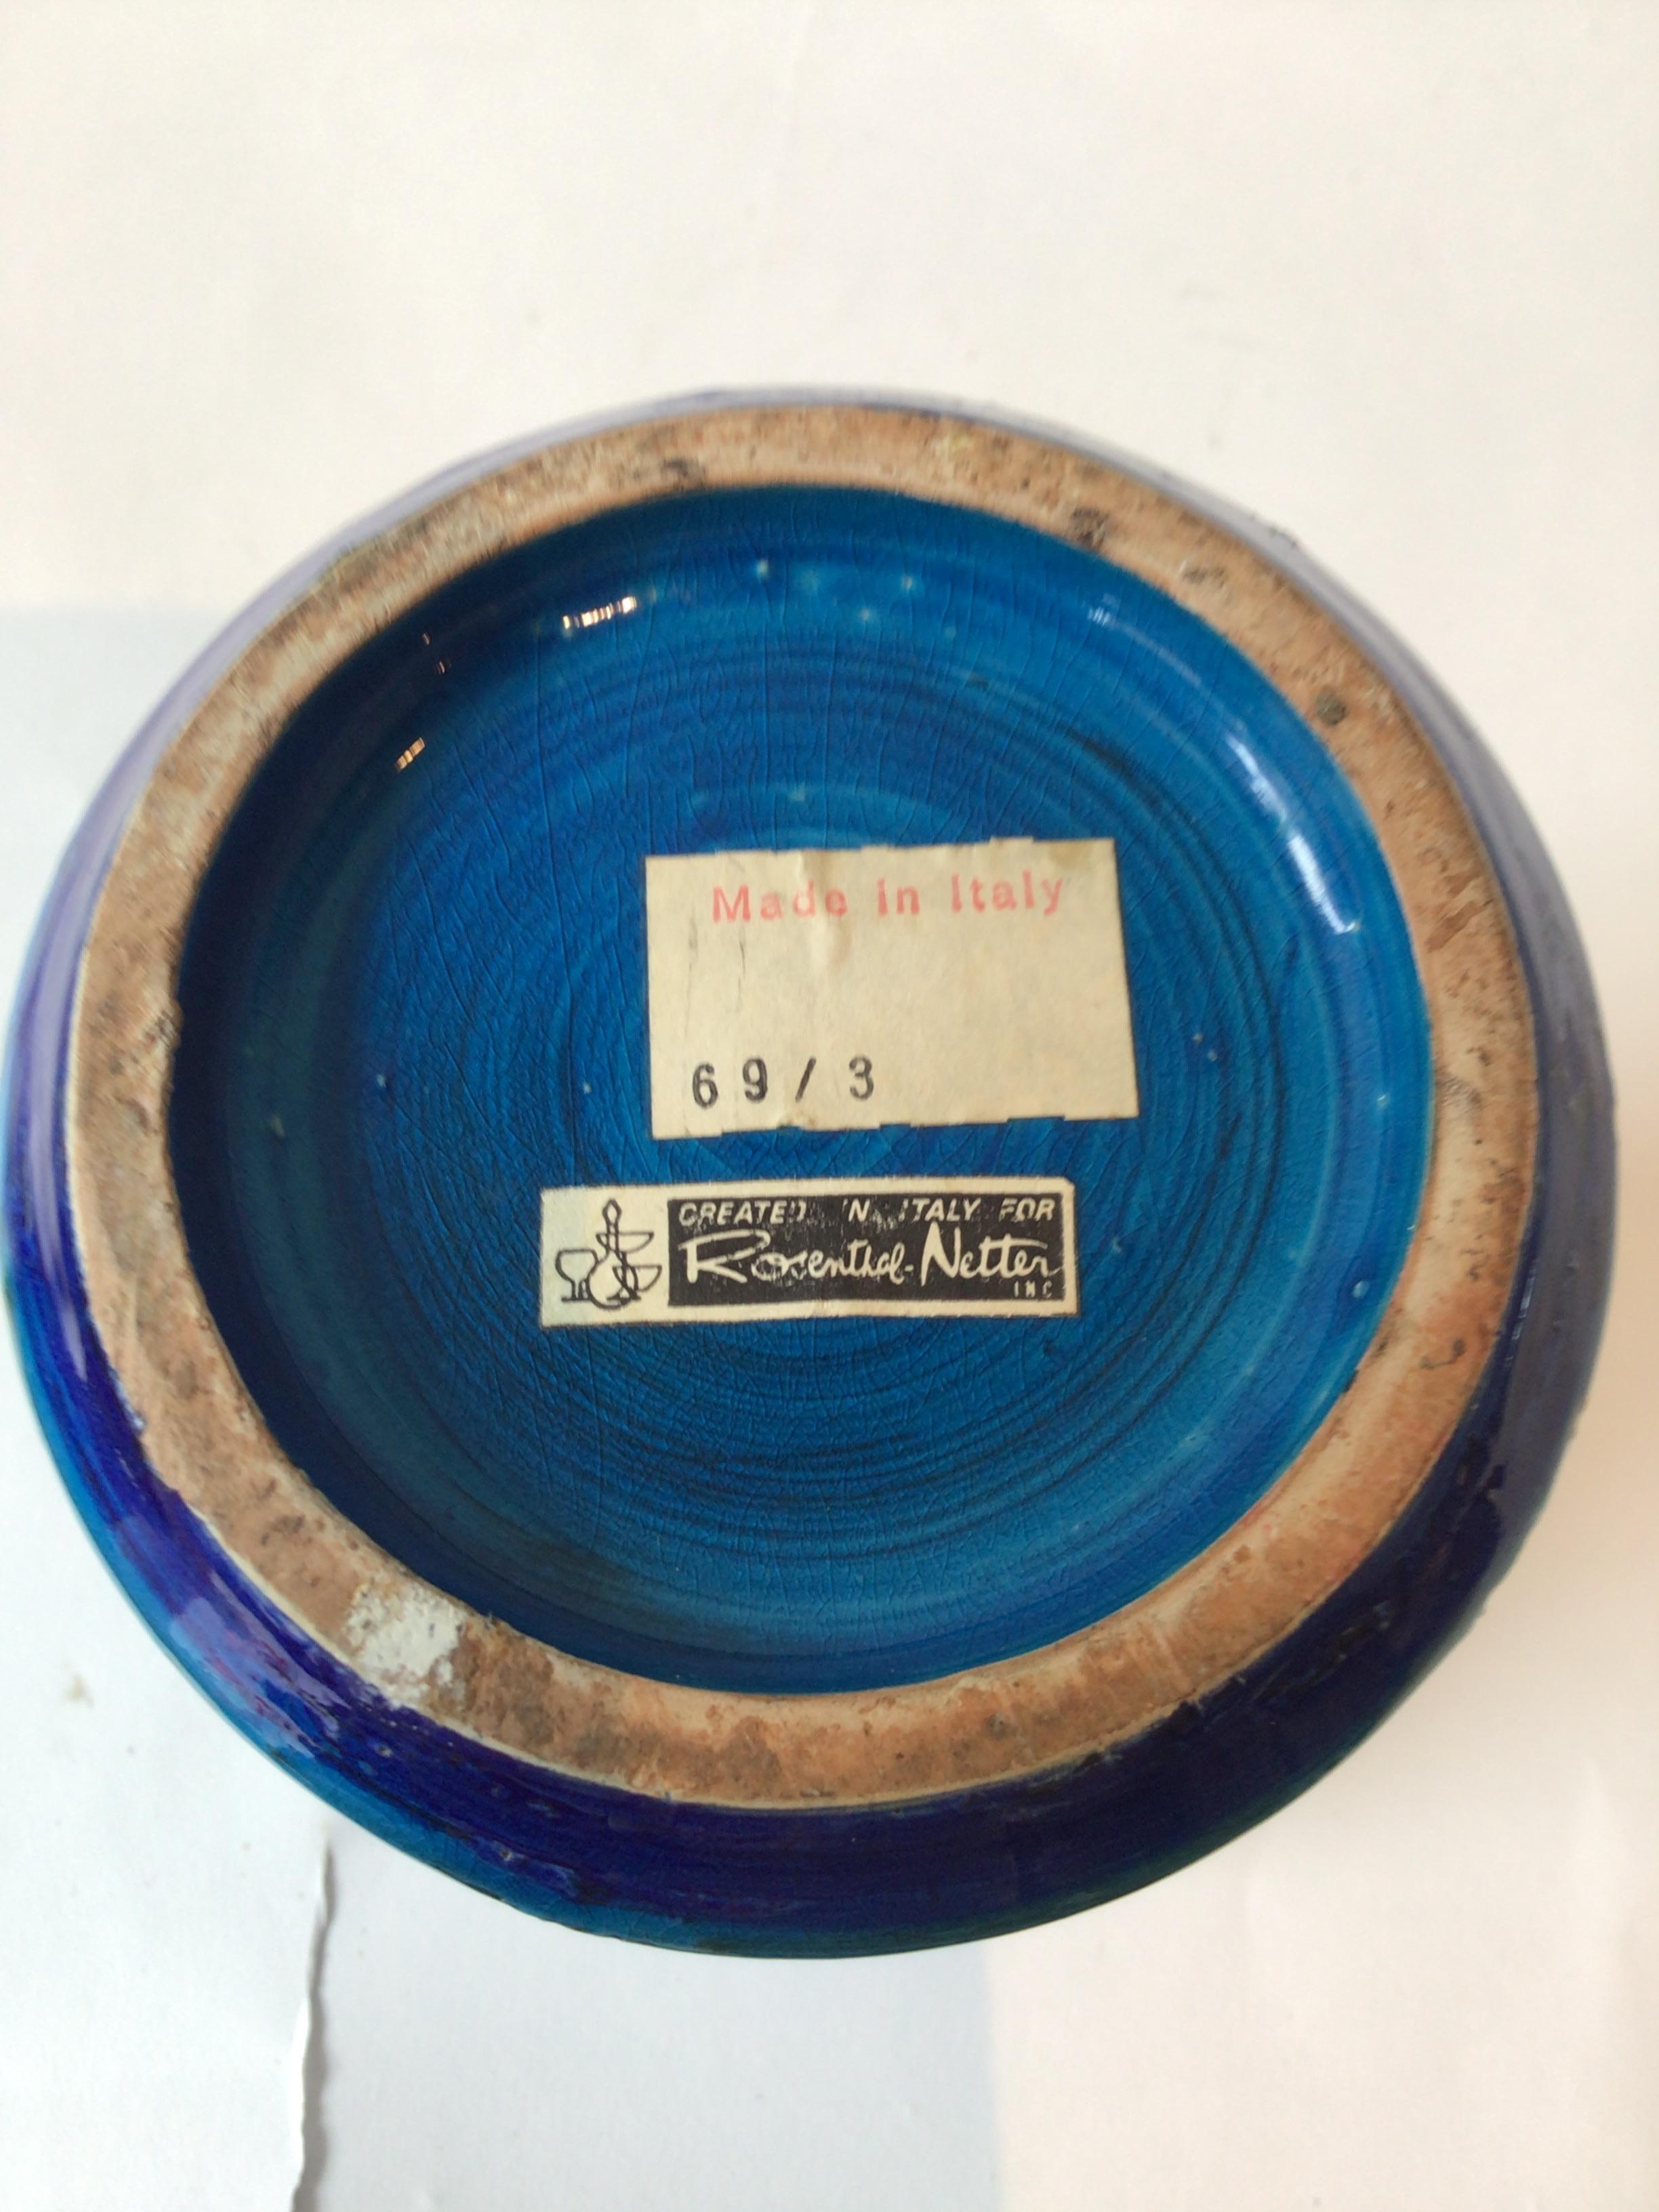 Made in Italy
69/3
CREATED IN ITALY FOR
Rosenthal-Netter
INC